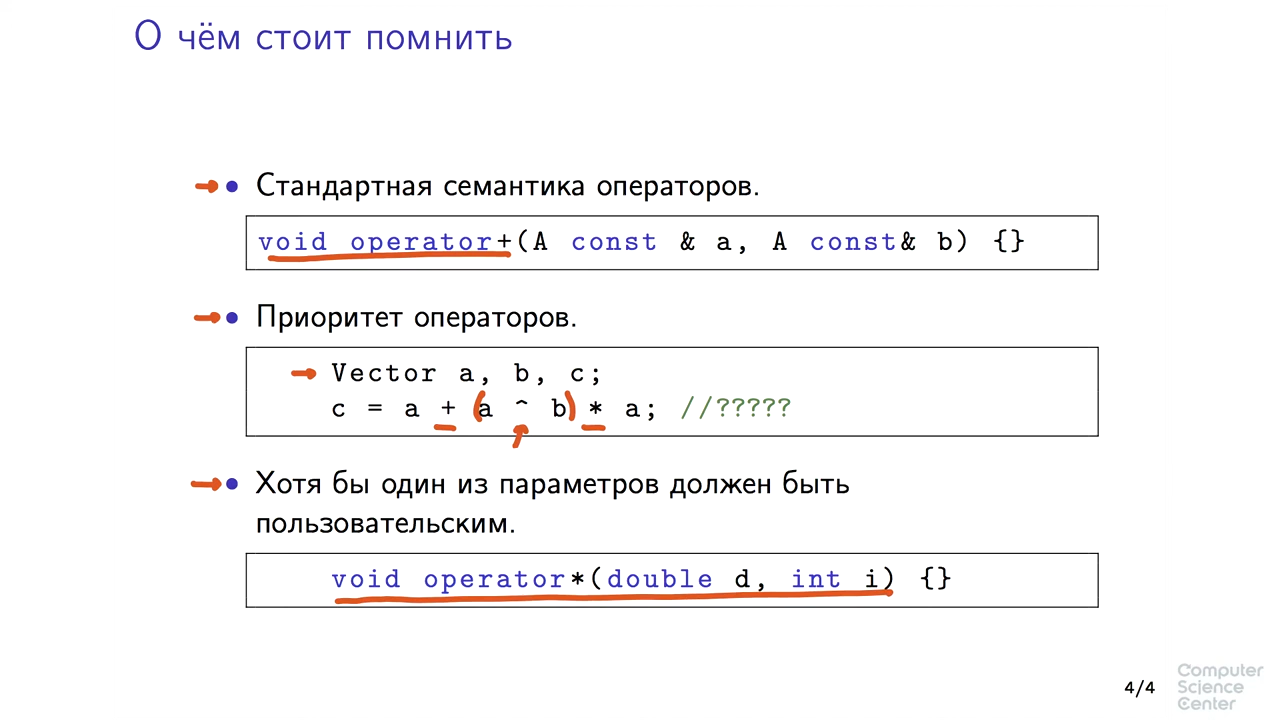 О чём стоит помнить
• Стандартная семантика операторов.
void operator+(A const & a, A const& b) {}
• Приоритет операторов.
Vector a, b, c;
c = a + (a ^ b) * a; //?????
• Хотя бы один из параметров должен быть
пользовательским.
void operator*(double d, int i) {}
4/4
Computer
Science
Center